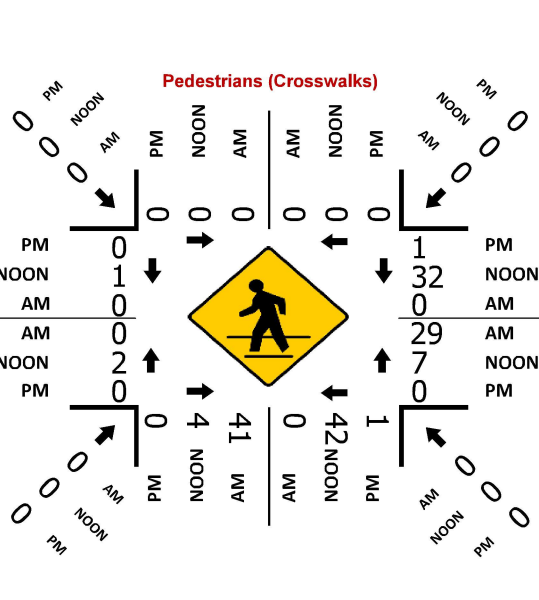 Pedestrians (Crosswalks)
PM NOON AM PM NOON AM AM NOON PM AM NOON PM
0 0 0 0 0 0
0 0 0 0 0 0
PM 0 1 PM
NOON 1 32 NOON
AM 0 0 AM
AM 0 29 AM
NOON 2 7 NOON
PM 0 0 PM
0 4 41 0 42 1
0 0 0 0 0 0
PM NOON AM PM NOON AM AM NOON PM AM NOON PM